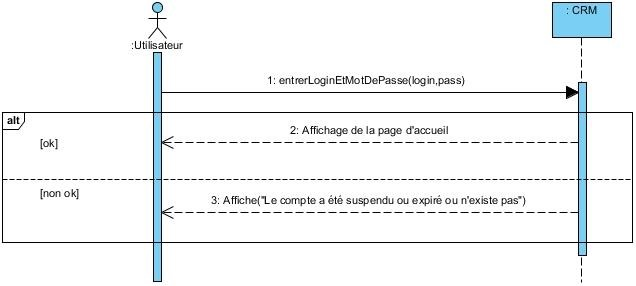 : CRM
:Utilisateur
1: entrerLoginEtMotDePasse(login,pass)
alt
2: Affichage de la page d'accueil
[ok]
[non ok]
3: Affiche("Le compte a été suspendu ou expiré ou n'existe pas")